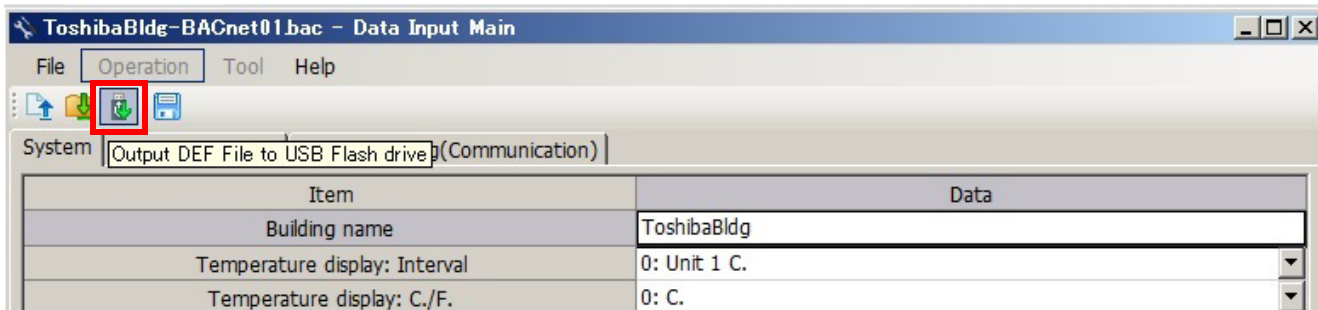 ToshibaBldg-BACnet01.bac - Data Input Main
File Operation Tool Help
System (Communication)
Output DEF File to USB Flash drive
Item Data
Building name ToshibaBldg
Temperature display: Interval 0: Unit 1 C.
Temperature display: C./F. 0: C.